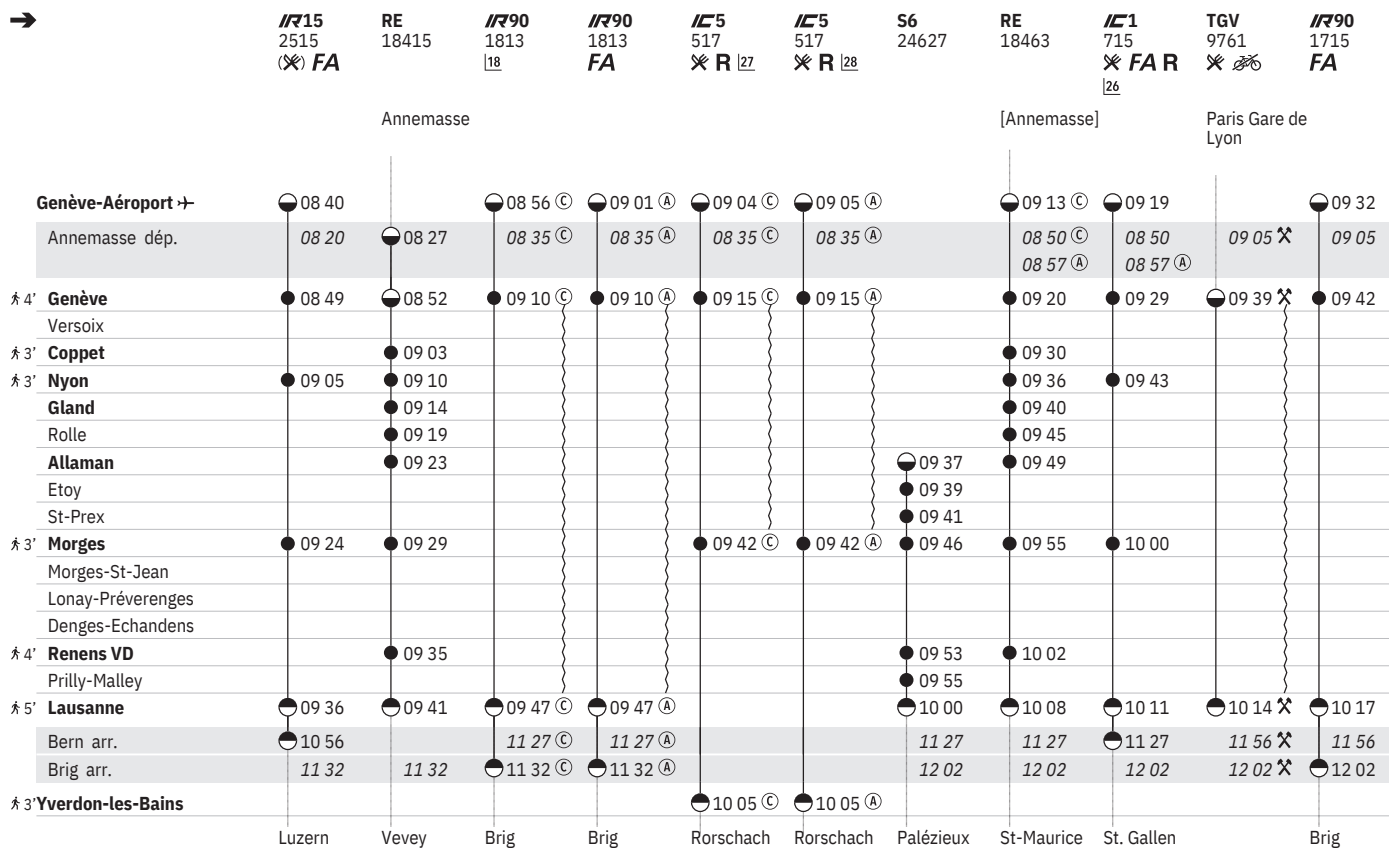 IR15 RE IR90 IR90 IC5 IC5 S6 RE IC1 TGV IR90
2515 18415 1813 1813 517 517 24627 18463 715 9761 1715
FA 18 FA R 27 R 28 FA R FA
26
Annemasse [Annemasse] Paris Gare de
Lyon
Genève-Aéroport 08 40 08 56 C 09 01 A 09 04 C 09 05 A 09 13 C 09 19 09 32
Annemasse dép. 08 20 08 27 08 35 C 08 35 A 08 35 C 08 35 A 08 50 C 08 50 09 05 09 05
08 57 A 08 57 A
4' Genève 08 49 08 52 09 10 C 09 10 A 09 15 C 09 15 A 09 20 09 29 09 39 09 42
Versoix
3' Coppet 09 03 09 30
3' Nyon 09 05 09 10 09 36 09 43
Gland 09 14 09 40
Rolle 09 19 09 45
Allaman 09 23 09 37 09 49
Etoy 09 39
St-Prex 09 41
3' Morges 09 24 09 29 09 42 C 09 42 A 09 46 09 55 10 00
Morges-St-Jean
Lonay-Préverenges
Denges-Echandens
4' Renens VD 09 35 09 53 10 02
Prilly-Malley 09 55
5' Lausanne 09 36 09 41 09 47 C 09 47 A 10 00 10 08 10 11 10 14 10 17
Bern arr. 10 56 11 27 C 11 27 A 11 27 11 27 11 27 11 56 11 56
Brig arr. 11 32 11 32 11 32 C 11 32 A 12 02 12 02 12 02 12 02 12 02
3' Yverdon-les-Bains 10 05 C 10 05 A
Luzern Vevey Brig Brig Rorschach Rorschach Palézieux St-Maurice St. Gallen Brig